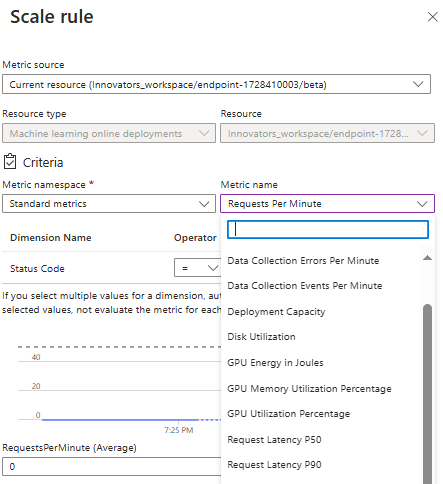 Scale rule
Metric source
Current resource (Innovators_workspace/endpoint-1728410003/beta)
Resource type
Resource
Machine learning online deployments
Innovators_workspace/endpoint-1728...
Criteria
Metric namespace *
Metric name
Standard metrics
Requests Per Minute
Dimension Name
Operator
Status Code
=
Data Collection Errors Per Minute
Data Collection Events Per Minute
Deployment Capacity
Disk Utilization
GPU Energy in Joules
GPU Memory Utilization Percentage
GPU Utilization Percentage
Request Latency P50
Request Latency P90
If you select multiple values for a dimension, au
selected values, not evaluate the metric for each
40
20
0
7:25 PM
RequestsPerMinute (Average)
0